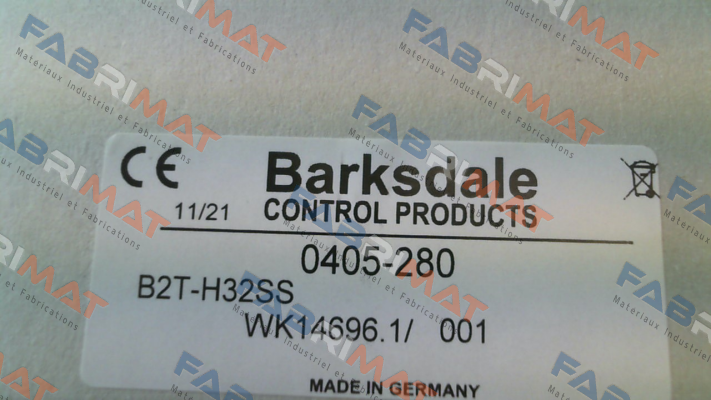 CE Barksdale
11/21 CONTROL PRODUCTS
0405-280
B2T-H32SS
WK14696.1/ 001
MADE IN GERMANY
FABRIMAT
Materiaux Industriel et Fabrications